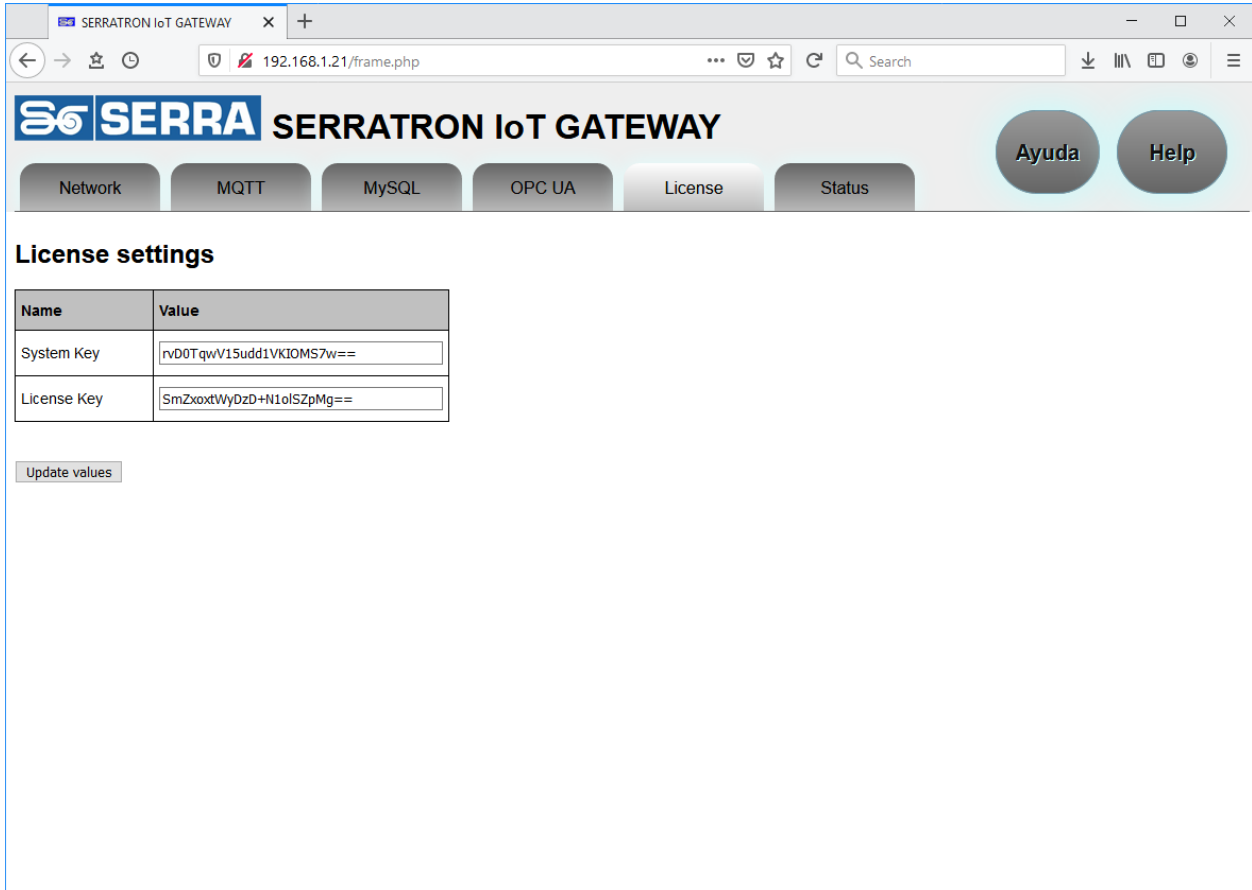 SERRATRON IoT GATEWAY
192.168.1.21/frame.php
Search
SERRA SERRATRON IoT GATEWAY
Ayuda Help
Network MQTT MySQL OPC UA License Status
License settings
Name Value
System Key rvD0TqwV15udd1VKIOMS7w==
License Key SmZxoxtWyDzD+N1olSZpMg==
Update values